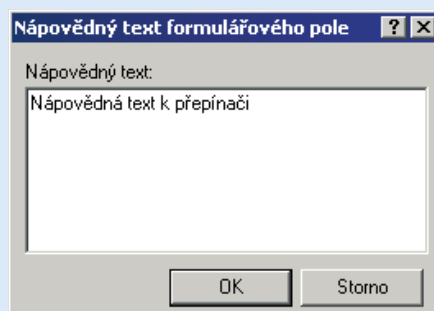 Nápovědný text formulářového pole
Nápovědný text:
Nápovědná text k přepínači
OK
Storno